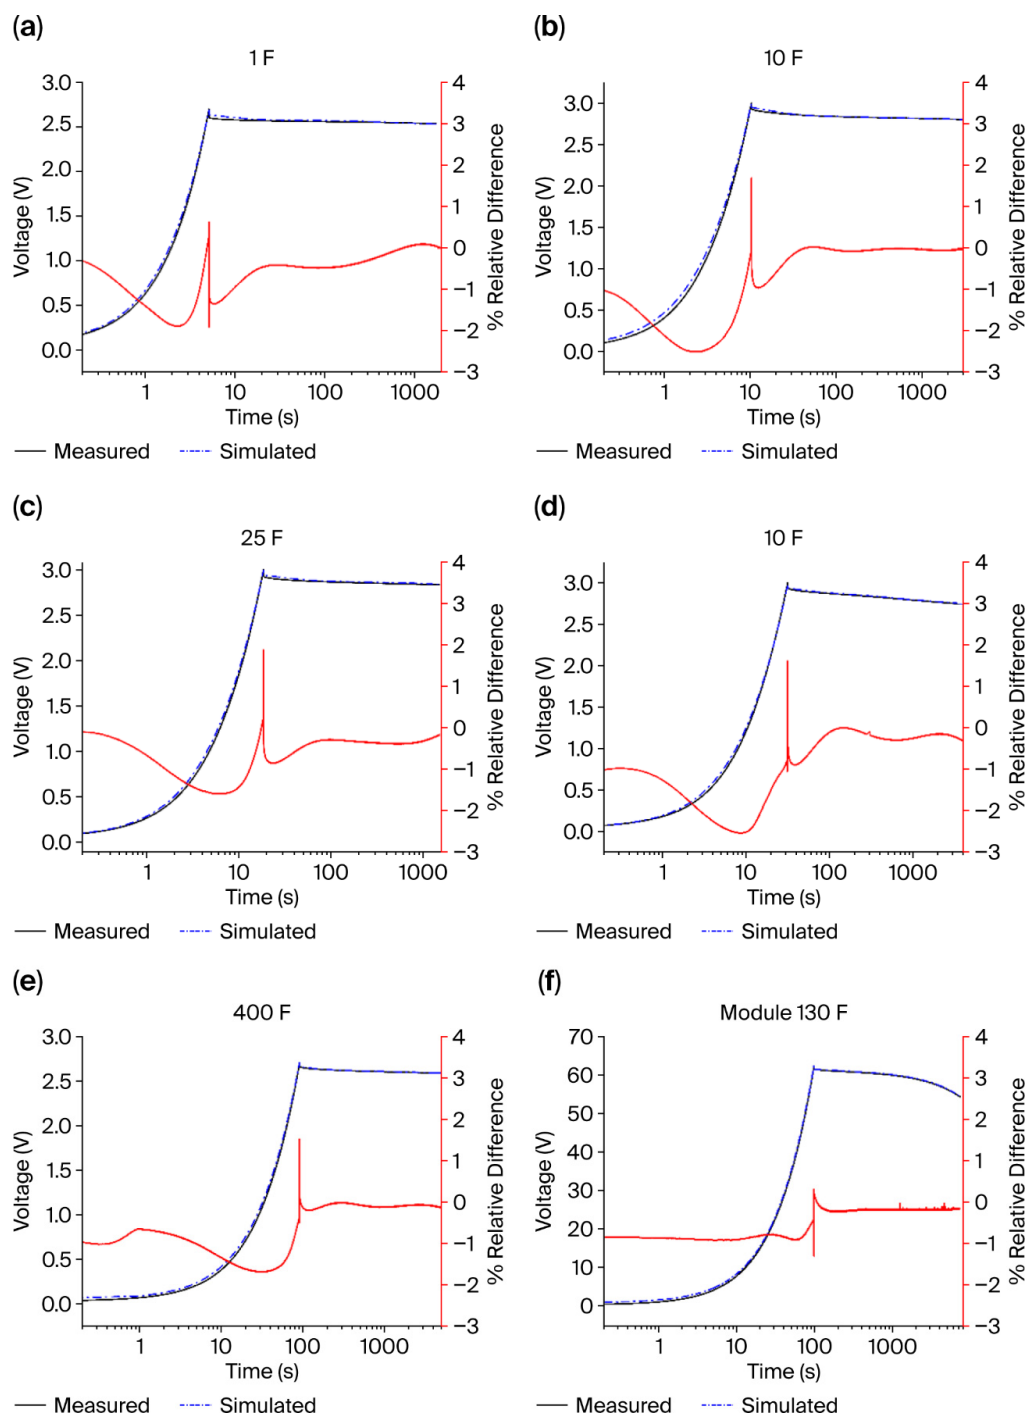 (a)
1 F
3.0
2.5
2.0
1.5
1.0
0.5
0.0
Voltage (V)
4
3
2
1
0
−1
−2
−3
% Relative Difference
1 10 100 1000
Time (s)
Measured Simulated
(b)
10 F
3.0
2.5
2.0
1.5
1.0
0.5
0.0
Voltage (V)
4
3
2
1
0
−1
−2
−3
% Relative Difference
1 10 100 1000
Time (s)
Measured Simulated
(c)
25 F
3.0
2.5
2.0
1.5
1.0
0.5
0.0
Voltage (V)
4
3
2
1
0
−1
−2
−3
% Relative Difference
1 10 100 1000
Time (s)
Measured Simulated
(d)
10 F
3.0
2.5
2.0
1.5
1.0
0.5
0.0
Voltage (V)
4
3
2
1
0
−1
−2
−3
% Relative Difference
1 10 100 1000
Time (s)
Measured Simulated
(e)
400 F
3.0
2.5
2.0
1.5
1.0
0.5
0.0
Voltage (V)
4
3
2
1
0
−1
−2
−3
% Relative Difference
1 10 100 1000
Time (s)
Measured Simulated
(f)
Module 130 F
70
60
50
40
30
20
10
0
Voltage (V)
4
3
2
1
0
−1
−2
−3
% Relative Difference
1 10 100 1000
Time (s)
Measured Simulated